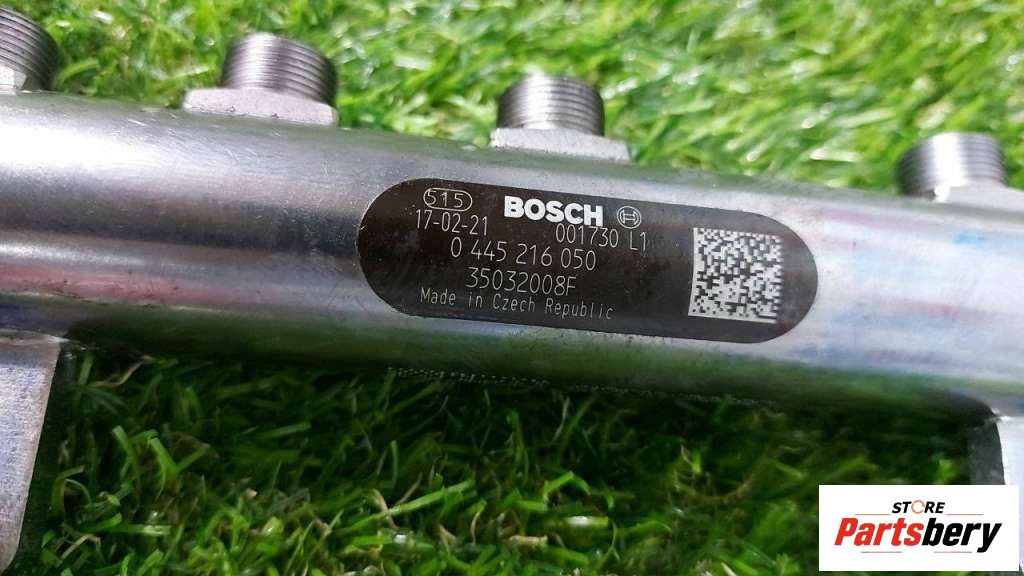 515 BOSCH
17-02-21 001730 L1
0 445 216 050
35032008F
Made in Czech Republic
STORE
Partsbery